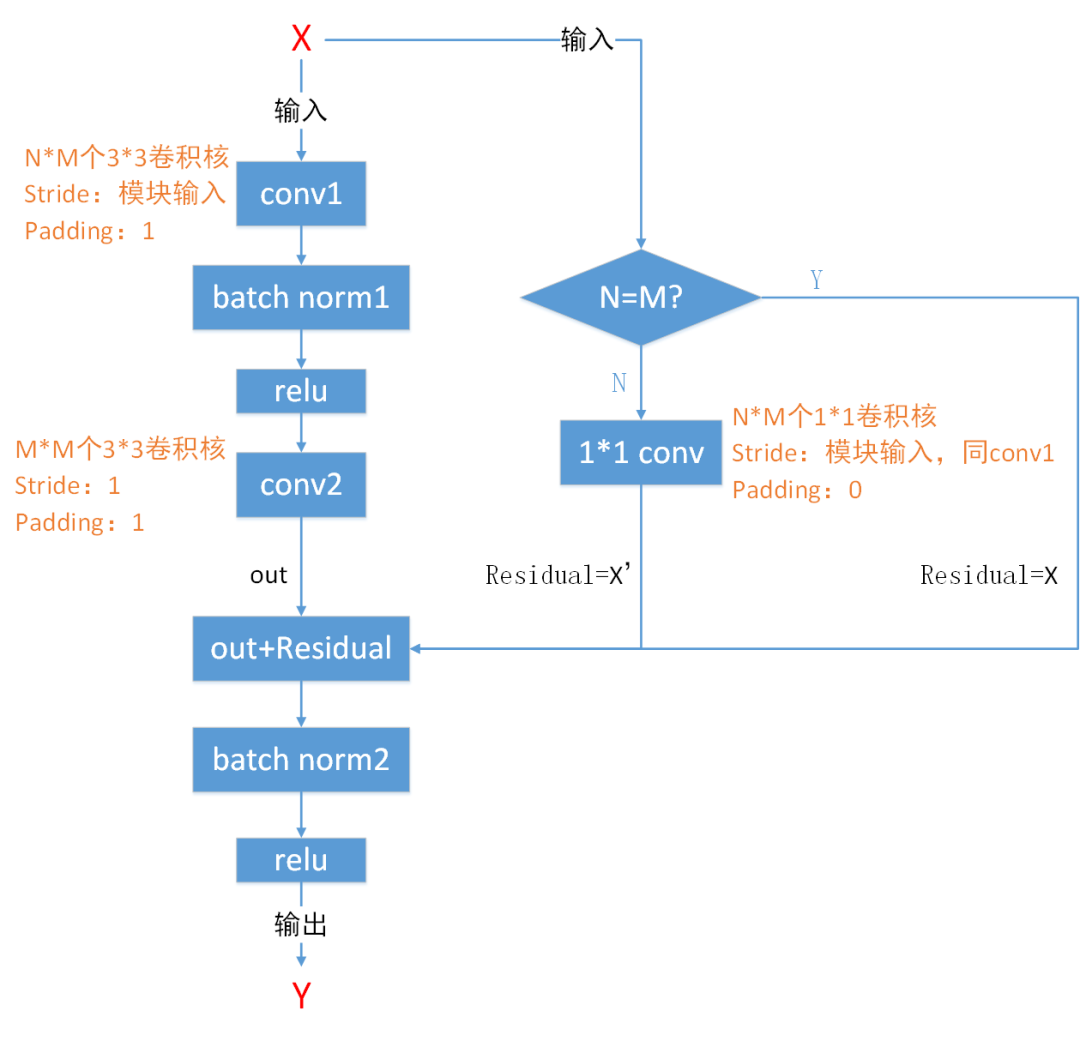 X
输入
输入
N*M个3*3卷积核
Stride：模块输入
Padding：1
conv1
batch norm1
relu
M*M个3*3卷积核
Stride：1
Padding：1
conv2
out
N=M?
Y
N
1*1 conv
N*M个1*1卷积核
Stride：模块输入，同conv1
Padding：0
Residual=X’
Residual=X
out+Residual
batch norm2
relu
输出
Y